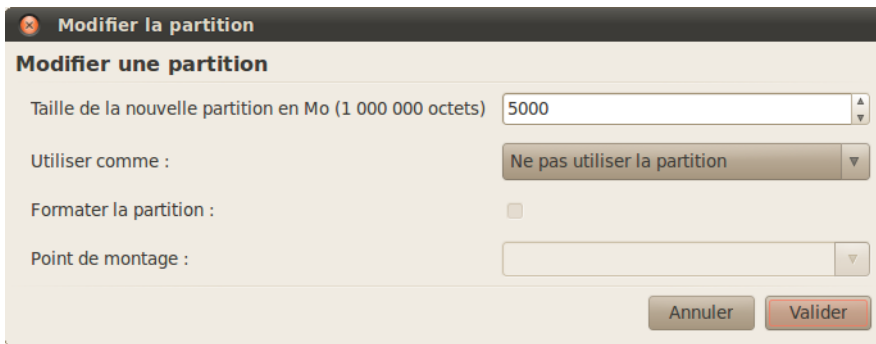 Modifier la partition
Modifier une partition
Taille de la nouvelle partition en Mo (1 000 000 octets) 5000
Utiliser comme : Ne pas utiliser la partition
Formater la partition :
Point de montage :
Annuler Valider